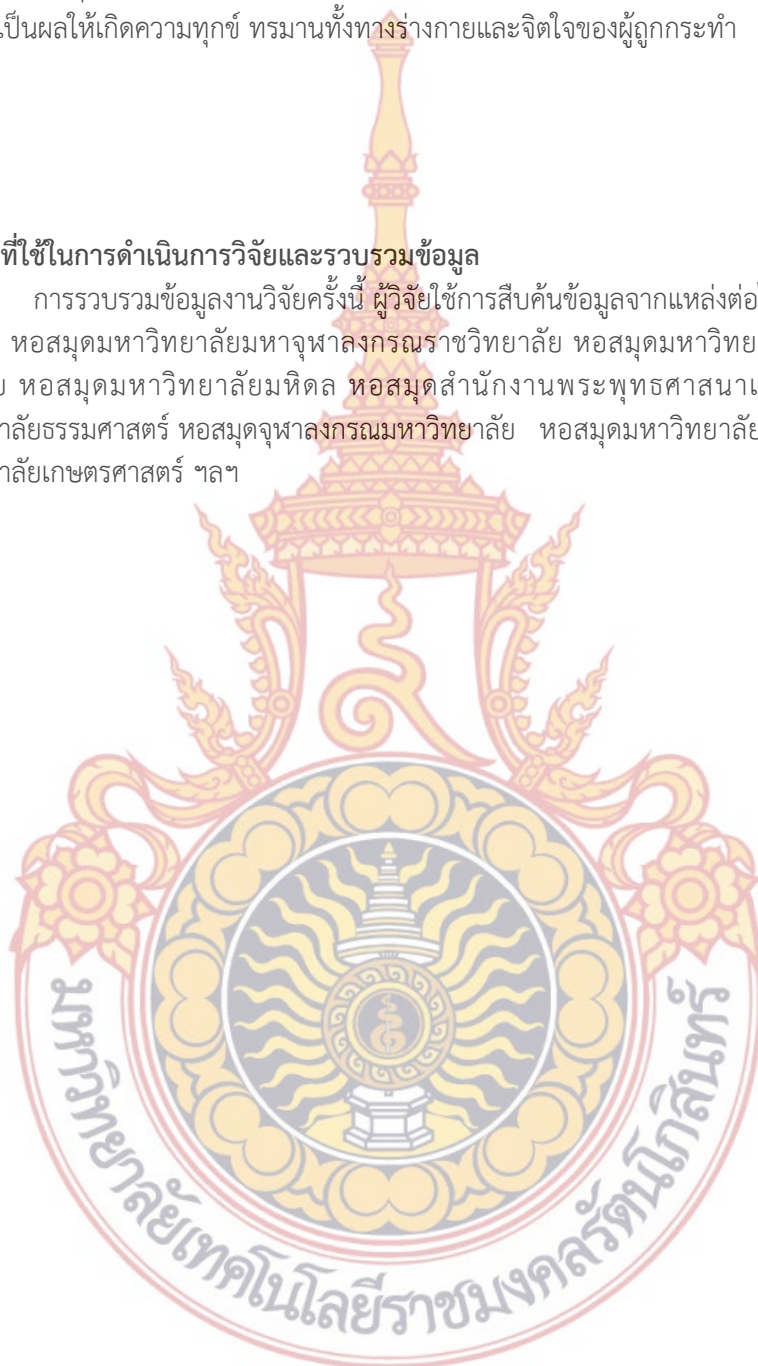 เป็นผลให้เกิดความทุกข์ ทรมานทั้งทางร่างกายและจิตใจของผู้ถูกกระทำ
ที่ใช้ในการดำเนินการวิจัยและรวบรวมข้อมูล
การรวบรวมข้อมูลงานวิจัยครั้งนี้ ผู้วิจัยใช้การสืบค้นข้อมูลจากแหล่งต่อ
หอสมุดมหาวิทยาลัยมหาจุฬาลงกรณราชวิทยาลัย หอสมุดมหาวิทย
ย หอสมุดมหาวิทยาลัยมหิดล หอสมุดสำนักงานพระพุทธศาสนาแ
าลัยธรรมศาสตร์ หอสมุดจุฬาลงกรณมหาวิทยาลัย หอสมุดมหาวิทยาลัย
าลัยเกษตรศาสตร์ ฯลฯ
มหาวิทยาลัยเทคโนโลยีราชมงคลรัตนโกสินทร์